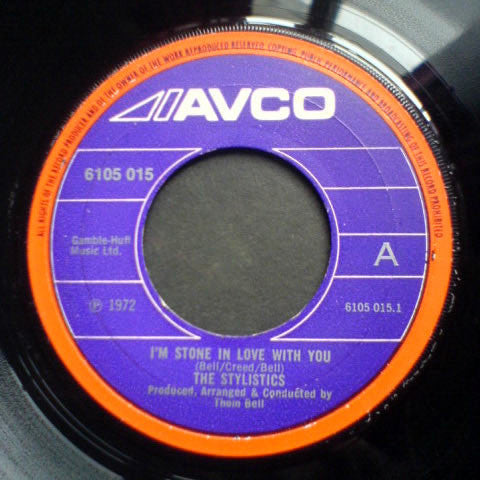 ALL RIGHTS OF THE RECORD PRODUCER AND OF THE OWNER OF THE WORK REPRODUCED RESERVED. COPYING, PUBLIC PERFORMANCE AND BROADCASTING OF THIS RECORD PROHIBITED
AVCO
6105 015
Gamble-Huff
Music Ltd.
A
℗ 1972
6105 015.1
I'M STONE IN LOVE WITH YOU
(Bell/Creed/Bell)
THE STYLISTICS
Produced, Arranged & Conducted by
Thom Bell